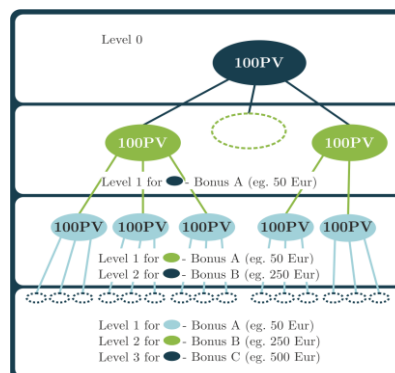 Level 0
100PV
100PV 100PV
Level 1 for - Bonus A (eg. 50 Eur)
100PV 100PV 100PV 100PV 100PV
Level 1 for - Bonus A (eg. 50 Eur)
Level 2 for - Bonus B (eg. 250 Eur)
Level 1 for - Bonus A (eg. 50 Eur)
Level 2 for - Bonus B (eg. 250 Eur)
Level 3 for - Bonus C (eg. 500 Eur)